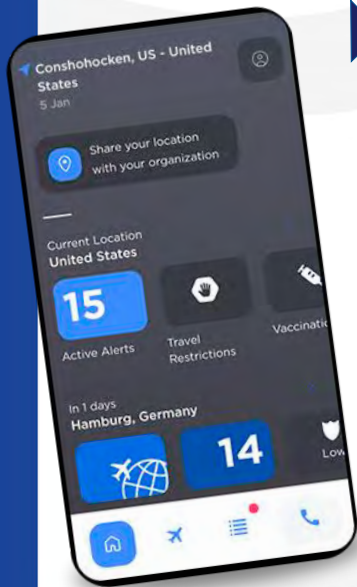 Conshohocken, US - United
States
5 Jan
Share your location
with your organization
Current Location
United States
15
Active Alerts
Travel
Restrictions
Vaccinatic
In 1 days
Hamburg, Germany
14
Low